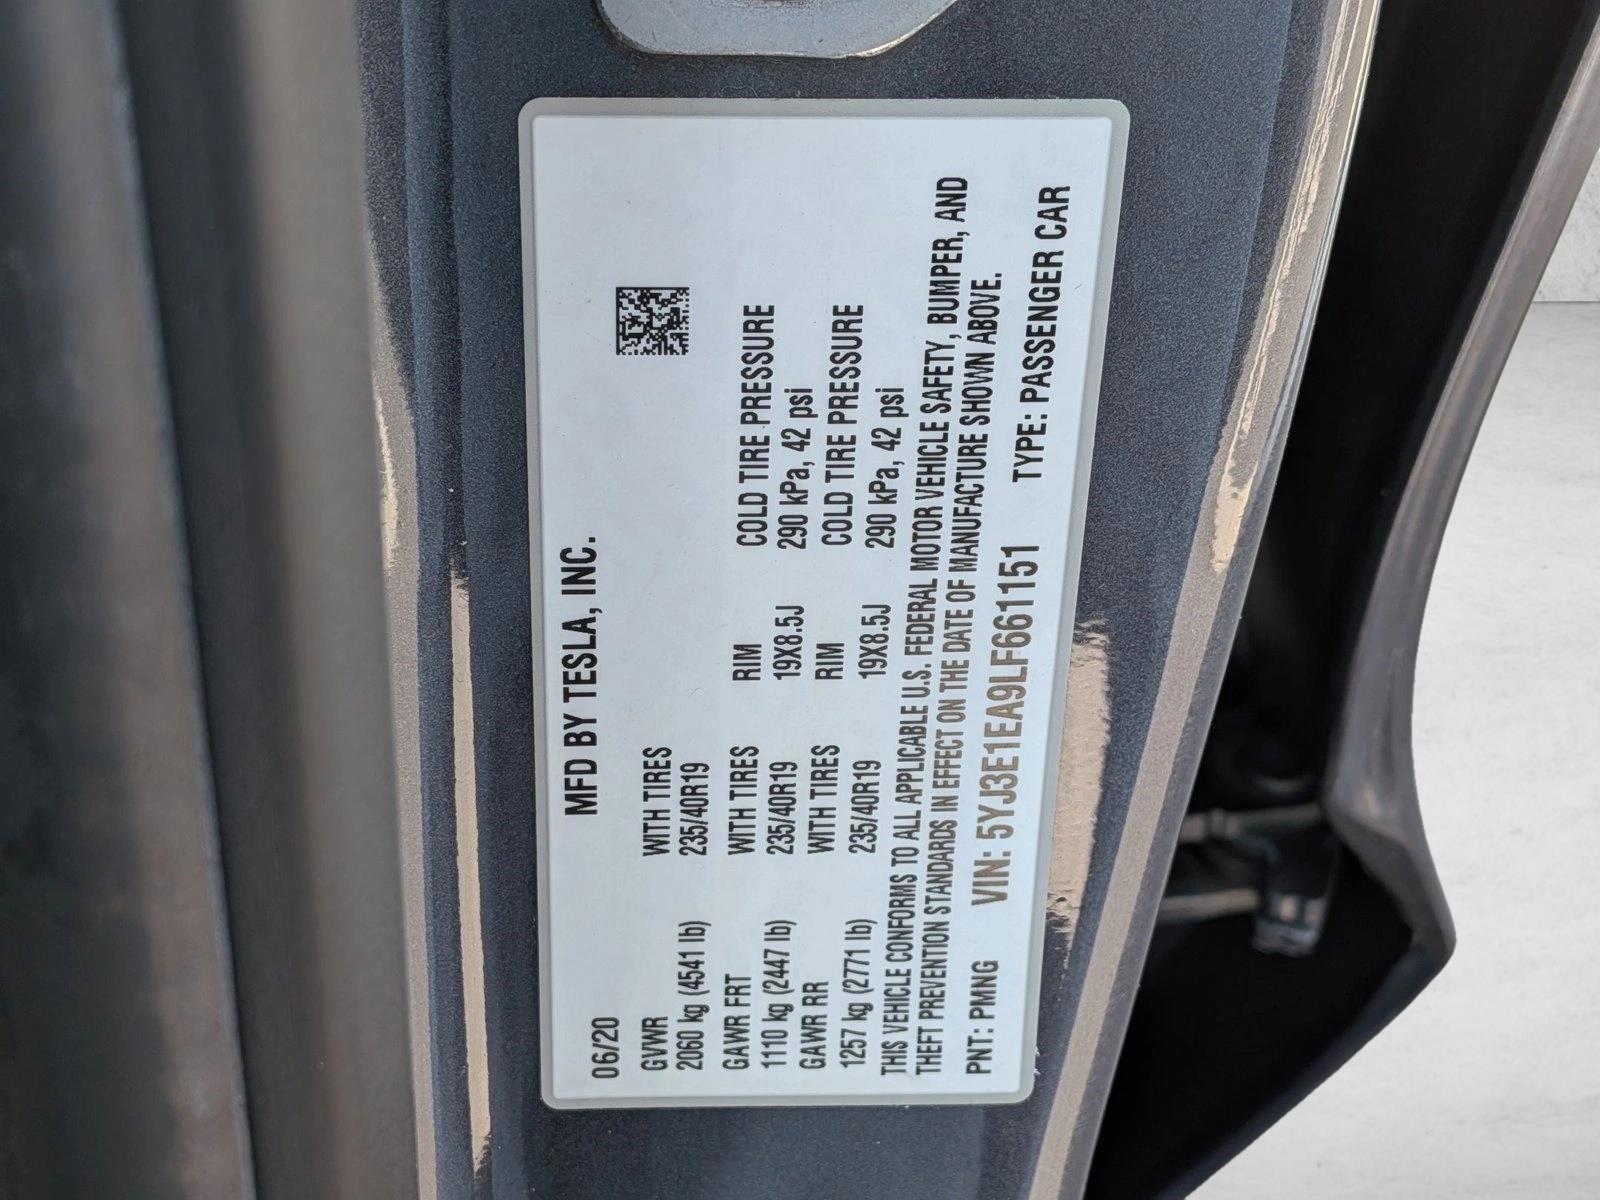 MFD BY TESLA, INC.
06/20
GVWR WITH TIRES
2060 kg (4541 lb) 235/40R19
GAWR FRT WITH TIRES RIM COLD TIRE PRESSURE
1110 kg (2447 lb) 235/40R19 19X8.5J 290 kPa, 42 psi
GAWR RR WITH TIRES RIM COLD TIRE PRESSURE
1257 kg (2771 lb) 235/40R19 19X8.5J 290 kPa, 42 psi
THIS VEHICLE CONFORMS TO ALL APPLICABLE U.S. FEDERAL MOTOR VEHICLE SAFETY, BUMPER, AND
THEFT PREVENTION STANDARDS IN EFFECT ON THE DATE OF MANUFACTURE SHOWN ABOVE.
PNT: PMNG VIN: 5YJ3E1EA9LF661151 TYPE: PASSENGER CAR